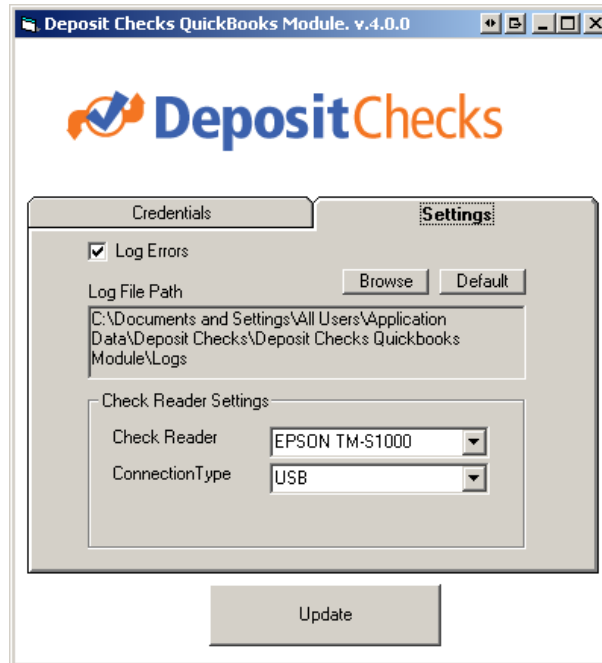 Deposit Checks QuickBooks Module. v.4.0.0
DepositChecks
Credentials
Settings
Log Errors
Log File Path
Browse
Default
C:\Documents and Settings\All Users\Application
Data\Deposit Checks\Deposit Checks Quickbooks
Module\Logs
Check Reader Settings
Check Reader
EPSON TM-S1000
ConnectionType
USB
Update